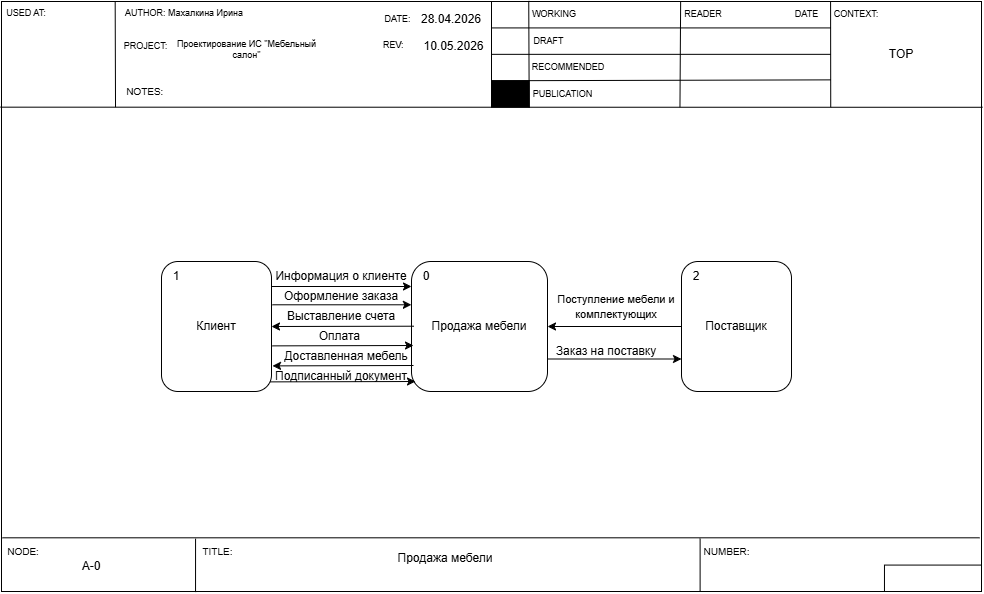 USED AT:
AUTHOR: Махалкина Ирина
DATE: 28.04.2026
PROJECT: Проектирование ИС "Мебельный
салон"
REV: 10.05.2026
NOTES:
WORKING
DRAFT
RECOMMENDED
PUBLICATION
READER DATE
CONTEXT:
TOP
1
Клиент
Информация о клиенте
Оформление заказа
Выставление счета
Оплата
Доставленная мебель
Подписанный документ
0
Продажа мебели
Поступление мебели и
комплектующих
Заказ на поставку
2
Поставщик
NODE:
A-0
TITLE:
Продажа мебели
NUMBER: